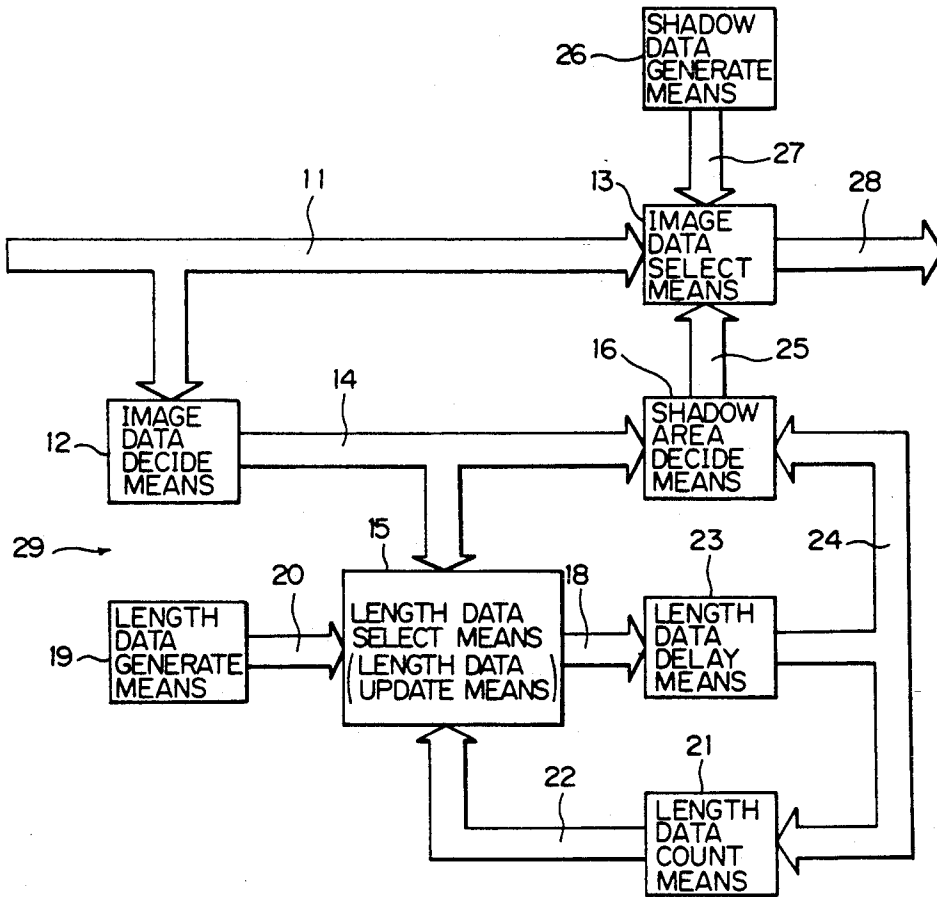 SHADOW
DATA
GENERATE
MEANS
26
27
11
13
28
IMAGE
DATA
SELECT
MEANS
25
16
14
12
IMAGE
DATA
DECIDE
MEANS
SHADOW
AREA
DECIDE
MEANS
29
15
24
20
18
23
19
LENGTH
DATA
GENERATE
MEANS
LENGTH DATA
SELECT MEANS
(LENGTH DATA
UPDATE MEANS)
LENGTH
DATA
DELAY
MEANS
22
21
LENGTH
DATA
COUNT
MEANS